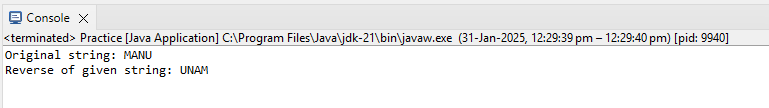 Console
<terminated> Practice [Java Application] C:\Program Files\Java\jdk-21\bin\javaw.exe (31-Jan-2025, 12:29:39 pm – 12:29:40 pm) [pid: 9940]
Original string: MANU
Reverse of given string: UNAM